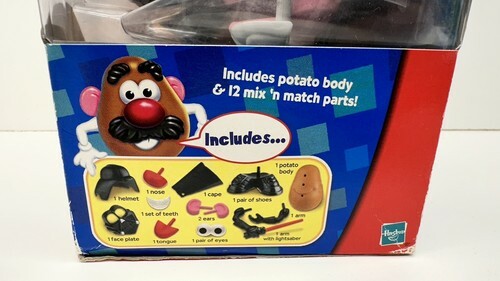 Includes potato body
& 12 mix 'n match parts!
Includes...
1 helmet
1 nose
1 cape
1 pair of shoes
1 potato
body
1 set of teeth
2 ears
1 arm
1 face plate
1 tongue
1 pair of eyes
1 arm
with lightsaber
Hasbro